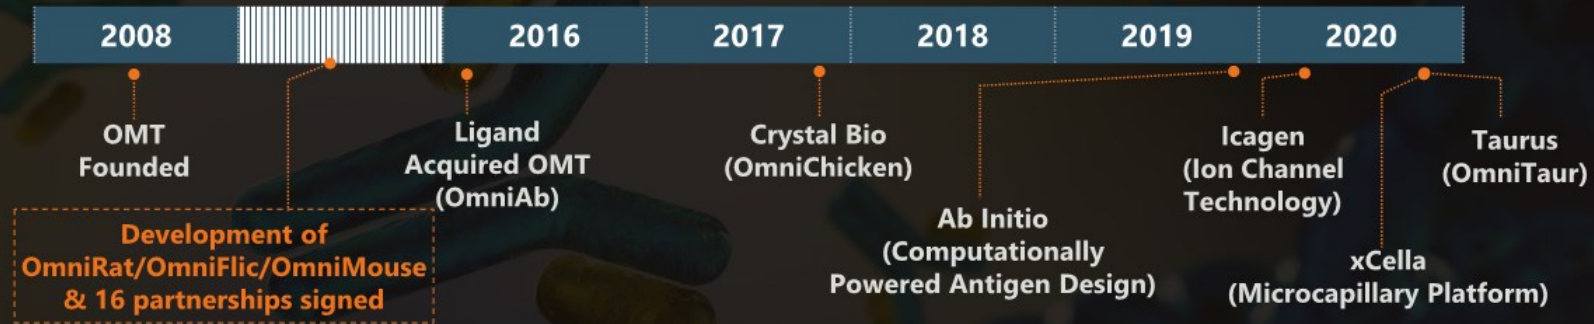 2008
2016
2017
2018
2019
2020
OMT
Founded
Development of
OmniRat/OmniFlic/OmniMouse
& 16 partnerships signed
Ligand
Acquired OMT
(OmniAb)
Crystal Bio
(OmniChicken)
Ab Initio
(Computationally
Powered Antigen Design)
Icagen
(Ion Channel
Technology)
xCella
(Microcapillary Platform)
Taurus
(OmniTaur)